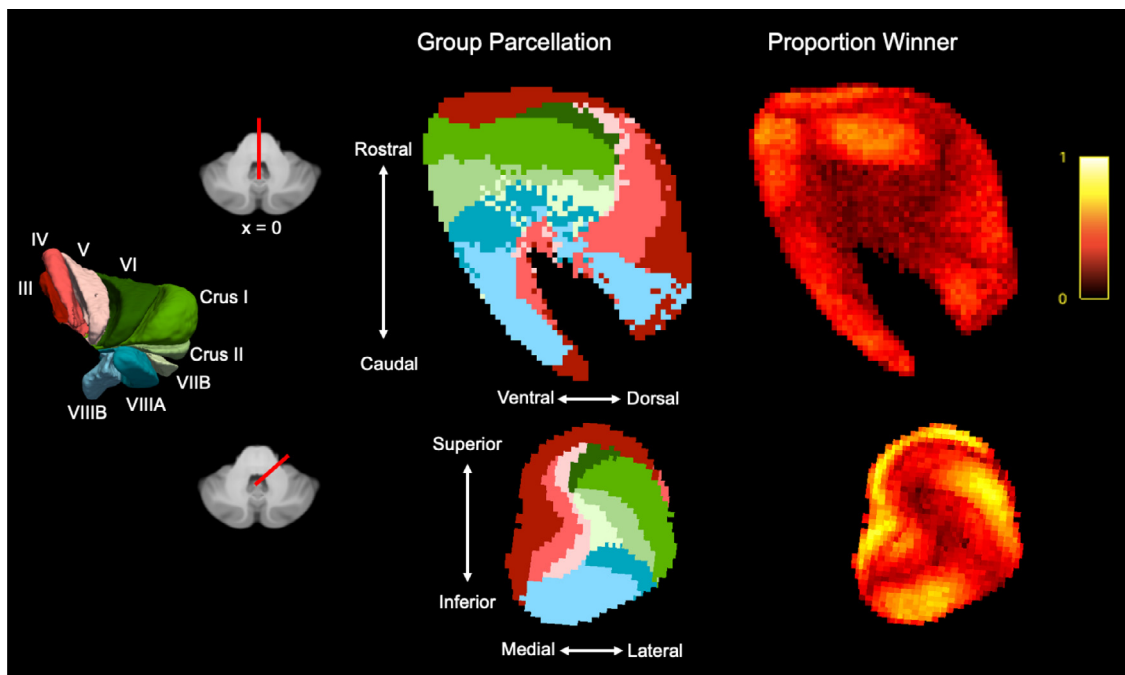 Group Parcellation
Proportion Winner
Rostral
1
x = 0
IV
V
VI
III
Crus I
0
Crus II
Caudal
VIIB
VIIIA
VIIIB
Ventral
Dorsal
Superior
Inferior
Medial
Lateral